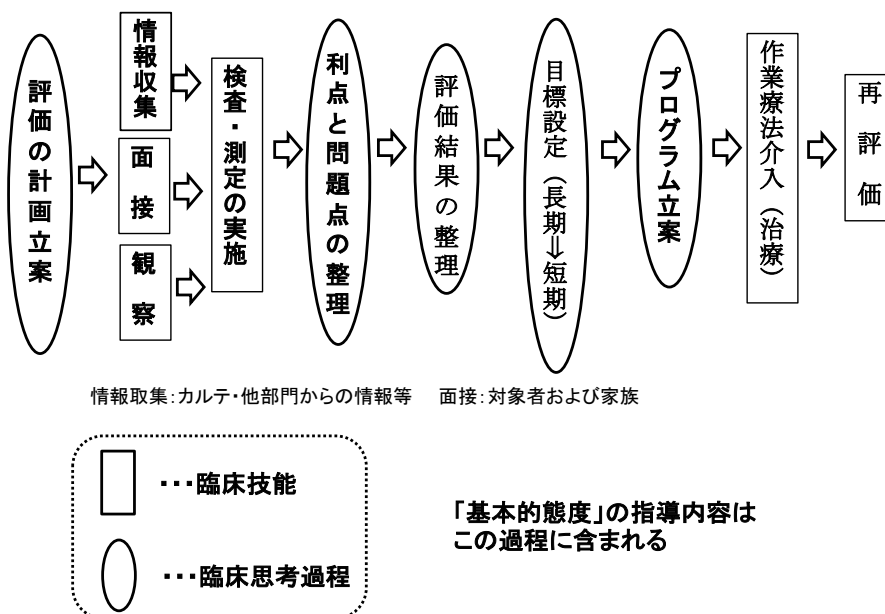 評価の計画立案
情報収集
面接
観察
検査・測定の実施
利点と問題点の整理
評価結果の整理
目標設定（長期⇒短期）
プログラム立案
作業療法介入（治療）
再評価
情報取集：カルテ・他部門からの情報等　面接：対象者および家族
・・・臨床技能
・・・臨床思考過程
「基本的態度」の指導内容は
この過程に含まれる